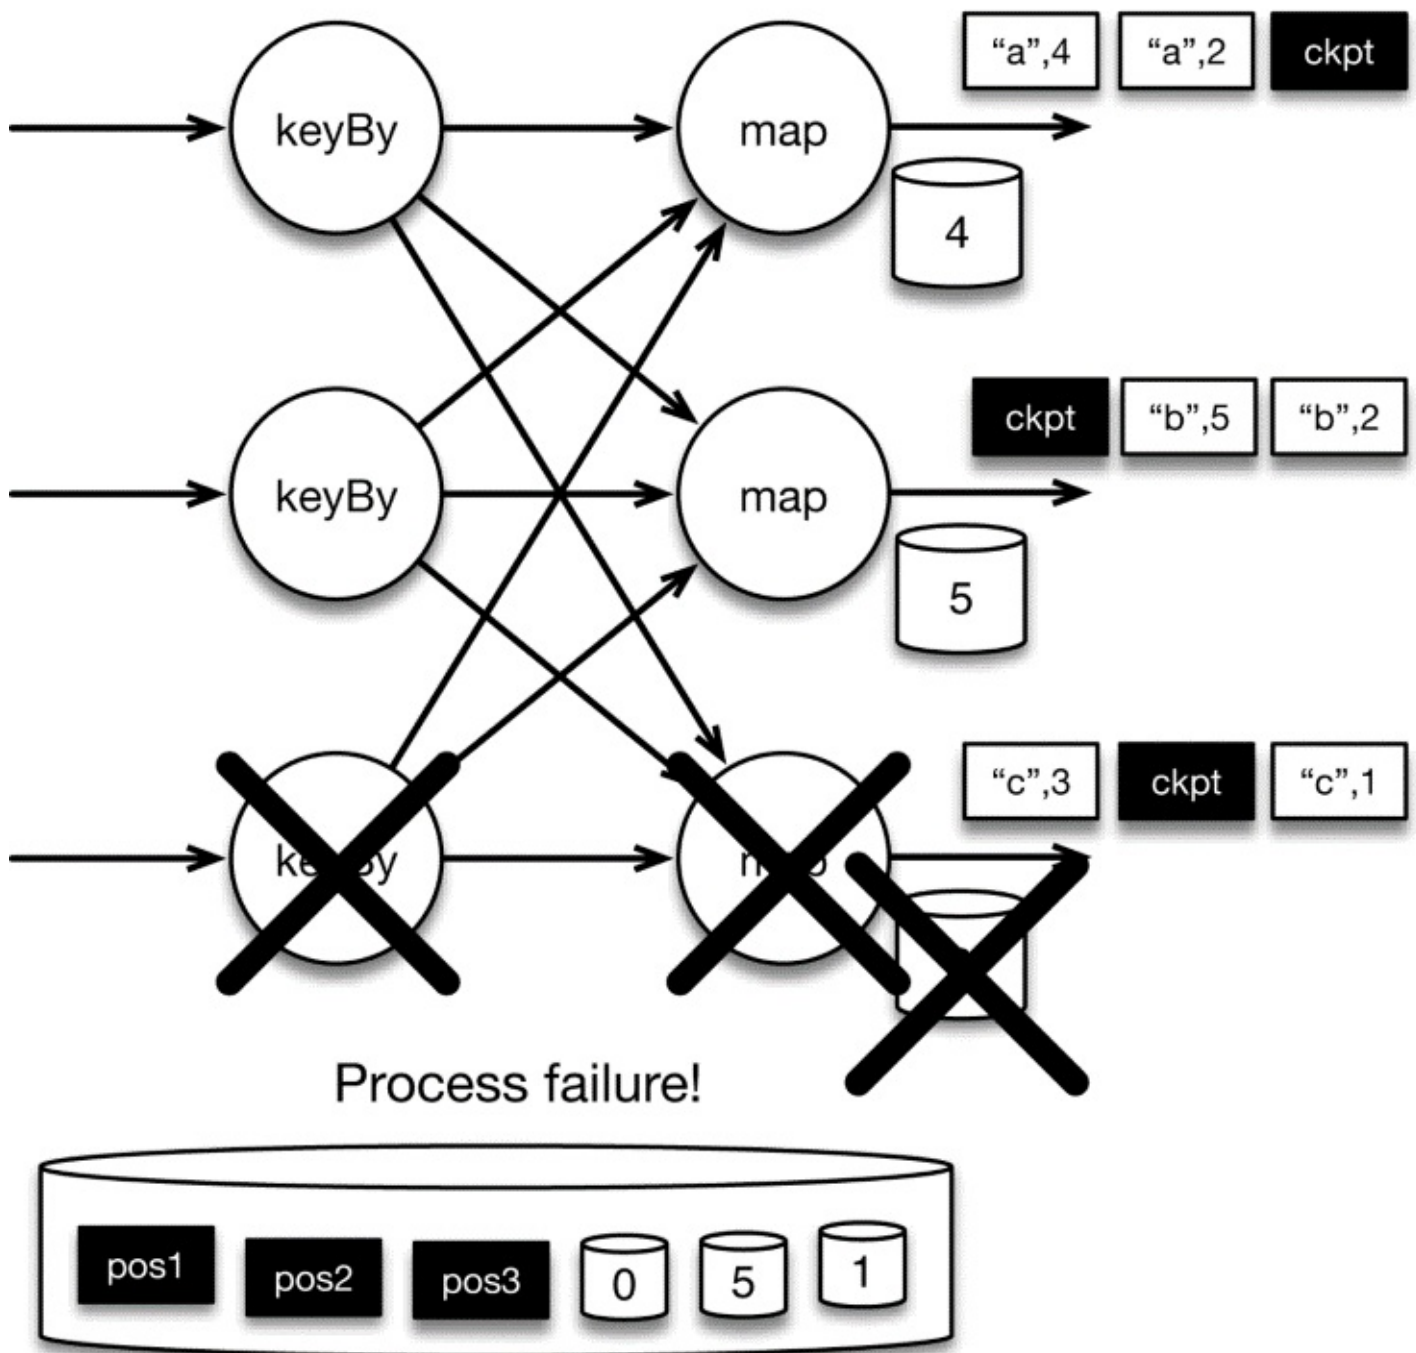 “a”,4 “a”,2 ckpt
keyBy map
4
ckpt “b”,5 “b”,2
keyBy map
5
“c”,3 ckpt “c”,1
Process failure!
pos1 pos2 pos3 0 5 1